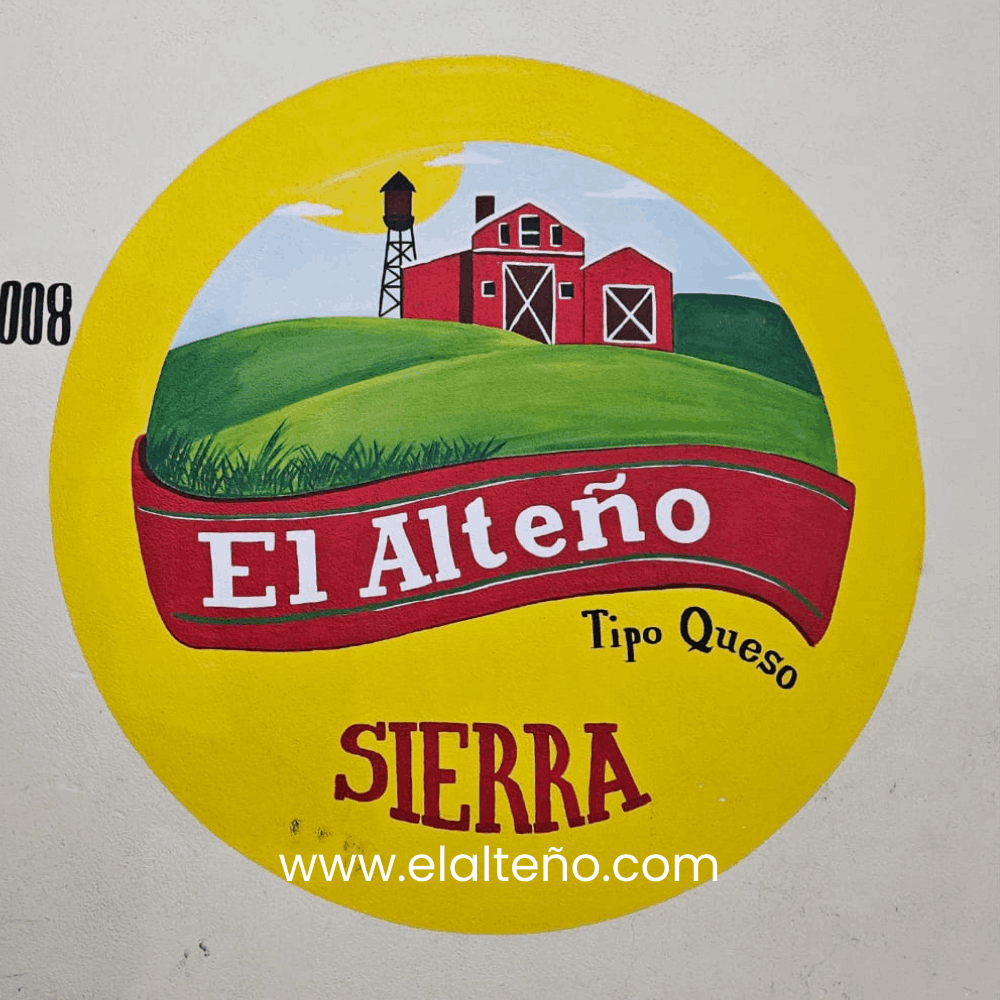 008
El Alteño
Tipo Queso
SIERRA
www.elalteño.com